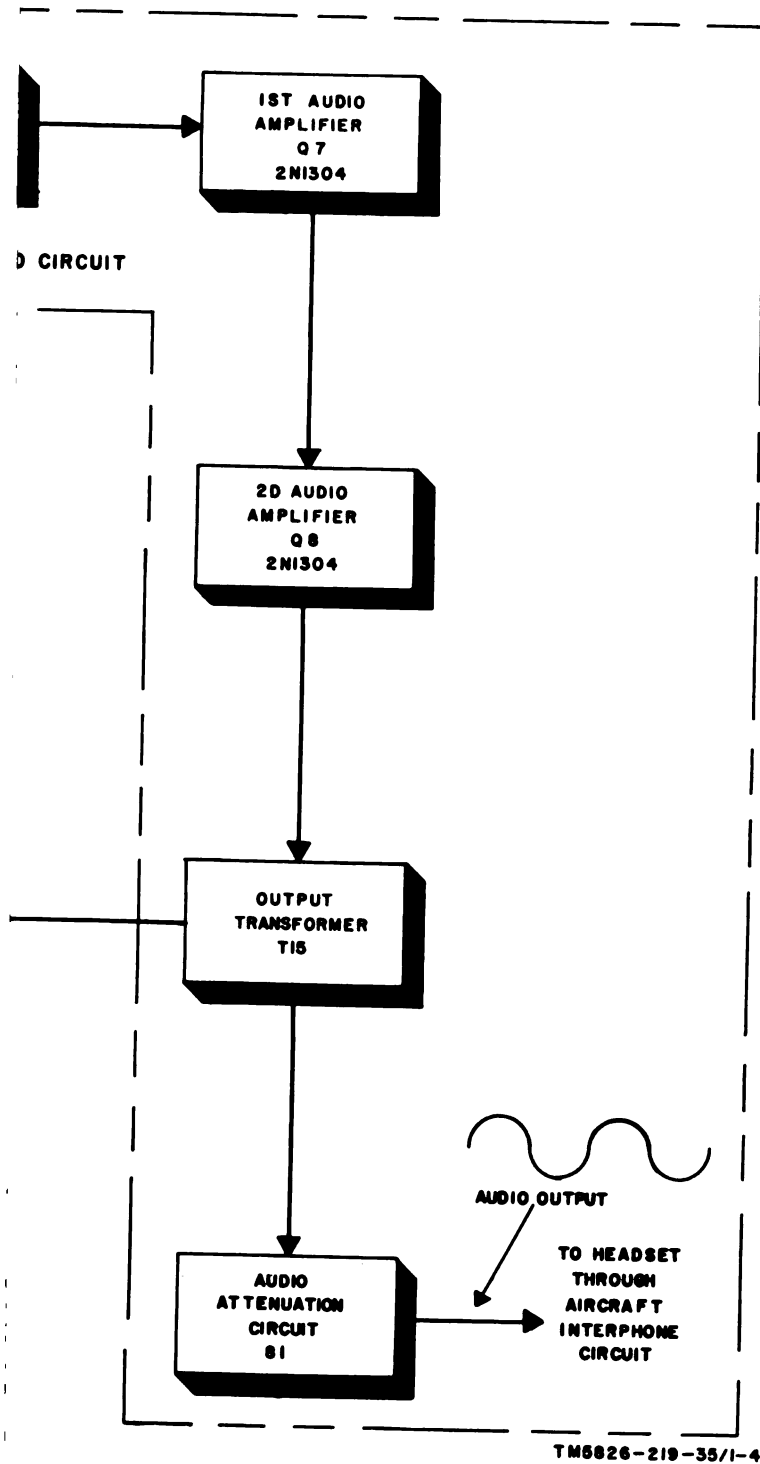 1ST AUDIO
AMPLIFIER
Q7
2N1304
D CIRCUIT
2D AUDIO
AMPLIFIER
Q8
2N1304
OUTPUT
TRANSFORMER
T15
AUDIO OUTPUT
AUDIO
ATTENUATION
CIRCUIT
S1
TO HEADSET
THROUGH
AIRCRAFT
INTERPHONE
CIRCUIT
TM5826-219-35/1-4